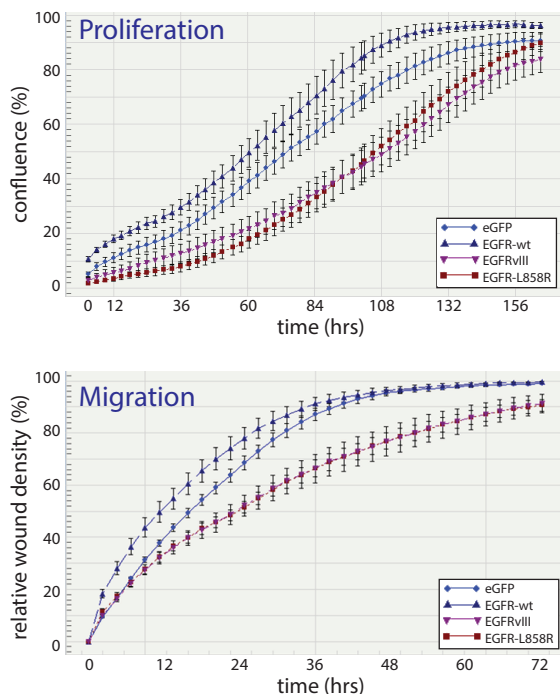 Proliferation
100
80
60
40
20
0
confluence (%)
0 12 36 60 84 108 132 156
time (hrs)
eGFP
EGFR-wt
EGFRvIII
EGFR-L858R
Migration
100
80
60
40
20
0
relative wound density (%)
0 12 24 36 48 60 72
time (hrs)
eGFP
EGFR-wt
EGFRvIII
EGFR-L858R